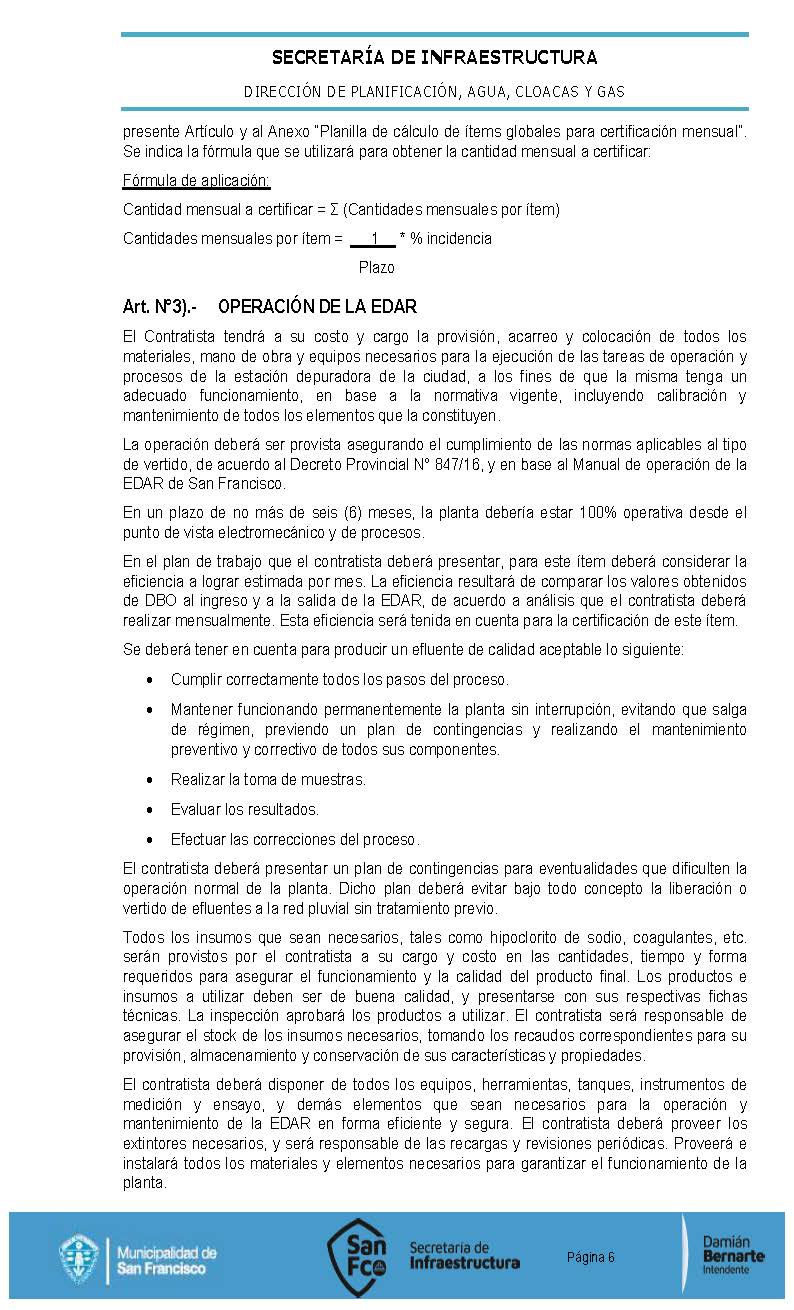 SECRETARÍA DE INFRAESTRUCTURA
DIRECCIÓN DE PLANIFICACIÓN, AGUA, CLOACAS Y GAS
presente Artículo y al Anexo “Planilla de cálculo de ítems globales para certificación mensual”.
Se indica la fórmula que se utilizará para obtener la cantidad mensual a certificar:
Fórmula de aplicación:
Cantidad mensual a certificar = Σ (Cantidades mensuales por ítem)
Cantidades mensuales por ítem = 1 * % incidencia
Plazo
Art. N°3).- OPERACIÓN DE LA EDAR
El Contratista tendrá a su costo y cargo la provisión, acarreo y colocación de todos los
materiales, mano de obra y equipos necesarios para la ejecución de las tareas de operación y
procesos de la estación depuradora de la ciudad, a los fines de que la misma tenga un
adecuado funcionamiento, en base a la normativa vigente, incluyendo calibración y
mantenimiento de todos los elementos que la constituyen.
La operación deberá ser provista asegurando el cumplimiento de las normas aplicables al tipo
de vertido, de acuerdo al Decreto Provincial N° 847/16, y en base al Manual de operación de la
EDAR de San Francisco.
En un plazo de no más de seis (6) meses, la planta debería estar 100% operativa desde el
punto de vista electromecánico y de procesos.
En el plan de trabajo que el contratista deberá presentar, para este ítem deberá considerar la
eficiencia a lograr estimada por mes. La eficiencia resultará de comparar los valores obtenidos
de DBO al ingreso y a la salida de la EDAR, de acuerdo a análisis que el contratista deberá
realizar mensualmente. Esta eficiencia será tenida en cuenta para la certificación de este ítem.
Se deberá tener en cuenta para producir un efluente de calidad aceptable lo siguiente:
• Cumplir correctamente todos los pasos del proceso.
• Mantener funcionando permanentemente la planta sin interrupción, evitando que salga
de régimen, previendo un plan de contingencias y realizando el mantenimiento
preventivo y correctivo de todos sus componentes.
• Realizar la toma de muestras.
• Evaluar los resultados.
• Efectuar las correcciones del proceso.
El contratista deberá presentar un plan de contingencias para eventualidades que dificulten la
operación normal de la planta. Dicho plan deberá evitar bajo todo concepto la liberación o
vertido de efluentes a la red pluvial sin tratamiento previo.
Todos los insumos que sean necesarios, tales como hipoclorito de sodio, coagulantes, etc.
serán provistos por el contratista a su cargo y costo en las cantidades, tiempo y forma
requeridos para asegurar el funcionamiento y la calidad del producto final. Los productos e
insumos a utilizar deben ser de buena calidad, y presentarse con sus respectivas fichas
técnicas. La inspección aprobará los productos a utilizar. El contratista será responsable de
asegurar el stock de los insumos necesarios, tomando los recaudos correspondientes para su
provisión, almacenamiento y conservación de sus características y propiedades.
El contratista deberá disponer de todos los equipos, herramientas, tanques, instrumentos de
medición y ensayo, y demás elementos que sean necesarios para la operación y
mantenimiento de la EDAR en forma eficiente y segura. El contratista deberá proveer los
extintores necesarios, y será responsable de las recargas y revisiones periódicas. Proveerá e
instalará todos los materiales y elementos necesarios para garantizar el funcionamiento de la
planta.
Municipalidad de
San Francisco
San
Fco
Secretaría de
Infraestructura
Página 6
Damián
Bernarte
Intendente